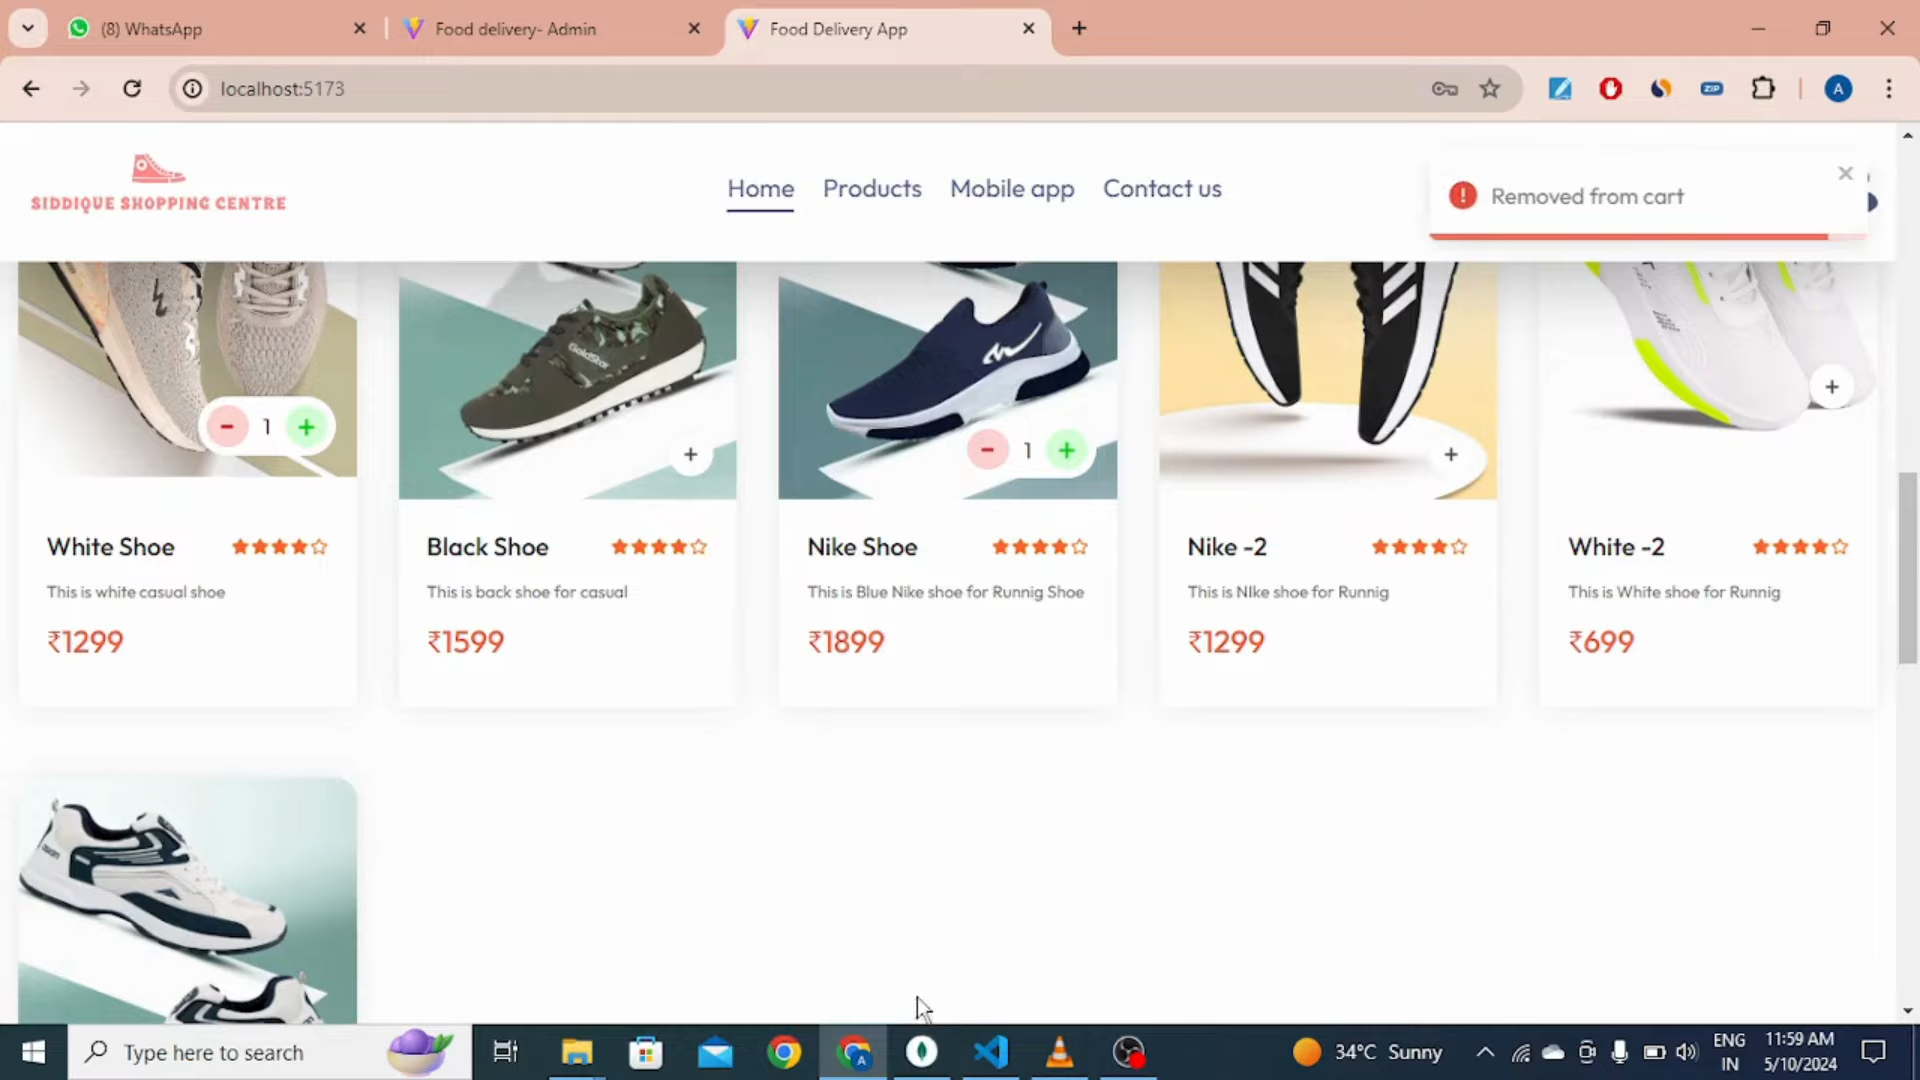 (8) WhatsApp
Food delivery- Admin
Food Delivery App
localhost:5173
ZIP
A
SIDDIQUE SHOPPING CENTRE
Home
Products
Mobile app
Contact us
Removed from cart
GoldStar
1
1
White Shoe
Black Shoe
Nike Shoe
Nike -2
White -2
This is white casual shoe
This is back shoe for casual
This is Blue Nike shoe for Runnig Shoe
This is NIke shoe for Runnig
This is White shoe for Runnig
₹1299
₹1599
₹1899
₹1299
₹699
Type here to search
A
34°C Sunny
ENG
IN
11:59 AM
5/10/2024